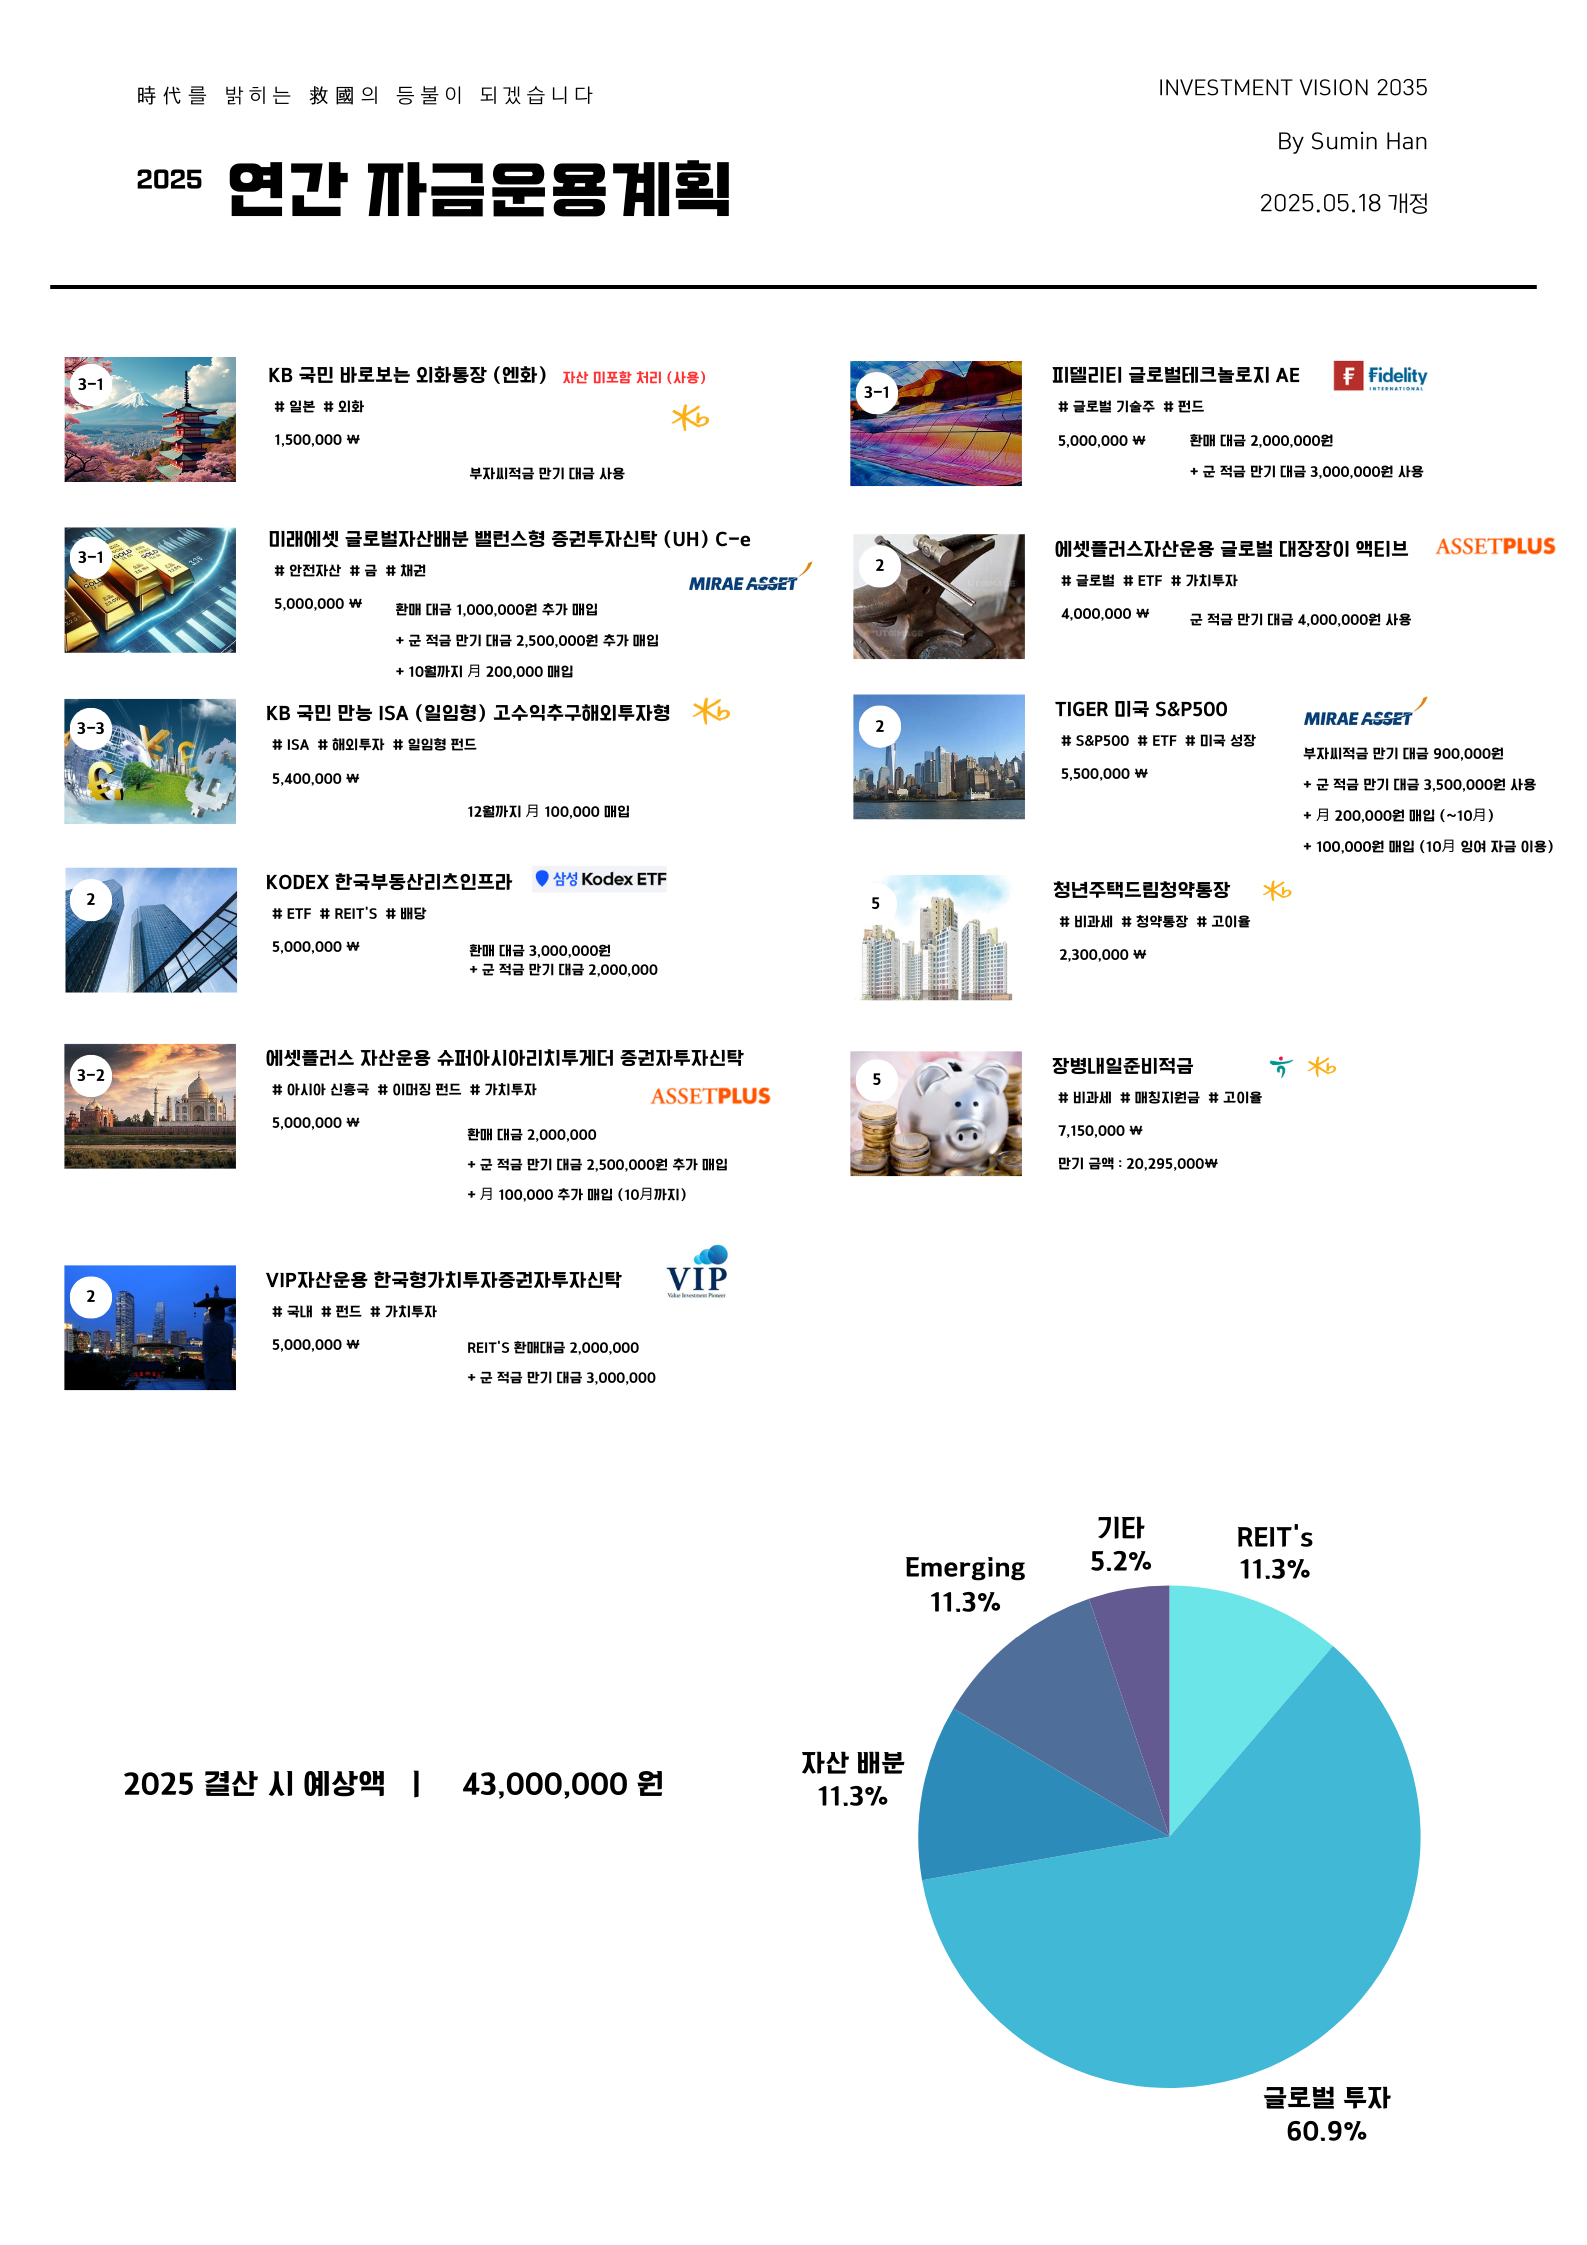 時代를 밝히는 救國의 등불이 되겠습니다
2025 연간 자금운용계획
INVESTMENT VISION 2035
By Sumin Han
2025.05.18 개정
3-1
KB 국민 바로보는 외화통장 (엔화) 자산 미포함 처리 (사용)
# 일본 # 외화
1,500,000 ₩
부자씨적금 만기 대금 사용
3-1
미래에셋 글로벌자산배분 밸런스형 증권투자신탁 (UH) C-e
# 안전자산 # 금 # 채권
MIRAE ASSET
5,000,000 ₩
환매 대금 1,000,000원 추가 매입
+ 군 적금 만기 대금 2,500,000원 추가 매입
+ 10월까지 月 200,000 매입
3-3
KB 국민 만능 ISA (일임형) 고수익추구해외투자형
# ISA # 해외투자 # 일임형 펀드
5,400,000 ₩
12월까지 月 100,000 매입
2
KODEX 한국부동산리츠인프라 삼성 Kodex ETF
# ETF # REIT'S # 배당
5,000,000 ₩
환매 대금 3,000,000원
+ 군 적금 만기 대금 2,000,000
3-2
에셋플러스 자산운용 슈퍼아시아리치투게더 증권자투자신탁
# 아시아 신흥국 # 이머징 펀드 # 가치투자
ASSETPLUS
5,000,000 ₩
환매 대금 2,000,000
+ 군 적금 만기 대금 2,500,000원 추가 매입
+ 月 100,000 추가 매입 (10月까지)
2
VIP자산운용 한국형가치투자증권자투자신탁
VIP
Value Investment Pioneer
# 국내 # 펀드 # 가치투자
5,000,000 ₩
REIT'S 환매대금 2,000,000
+ 군 적금 만기 대금 3,000,000
3-1
피델리티 글로벌테크놀로지 AE
Fidelity
INTERNATIONAL
# 글로벌 기술주 # 펀드
5,000,000 ₩
환매 대금 2,000,000원
+ 군 적금 만기 대금 3,000,000원 사용
2
에셋플러스자산운용 글로벌 대장장이 액티브
ASSETPLUS
# 글로벌 # ETF # 가치투자
4,000,000 ₩
군 적금 만기 대금 4,000,000원 사용
2
TIGER 미국 S&P500
MIRAE ASSET
# S&P500 # ETF # 미국 성장
5,500,000 ₩
부자씨적금 만기 대금 900,000원
+ 군 적금 만기 대금 3,500,000원 사용
+ 月 200,000원 매입 (~10月)
+ 100,000원 매입 (10月 잉여 자금 이용)
5
청년주택드림청약통장
# 비과세 # 청약통장 # 고이율
2,300,000 ₩
5
장병내일준비적금
# 비과세 # 매칭지원금 # 고이율
7,150,000 ₩
만기 금액 : 20,295,000₩
2025 결산 시 예상액 | 43,000,000 원
기타
5.2%
REIT's
11.3%
Emerging
11.3%
자산 배분
11.3%
글로벌 투자
60.9%